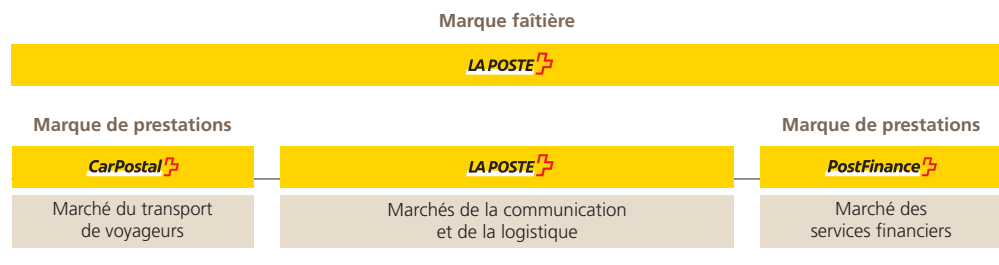 Marque faîtière
LA POSTE
Marque de prestations
Marque de prestations
CarPostal
LA POSTE
PostFinance
Marché du transport
de voyageurs
Marchés de la communication
et de la logistique
Marché des
services financiers